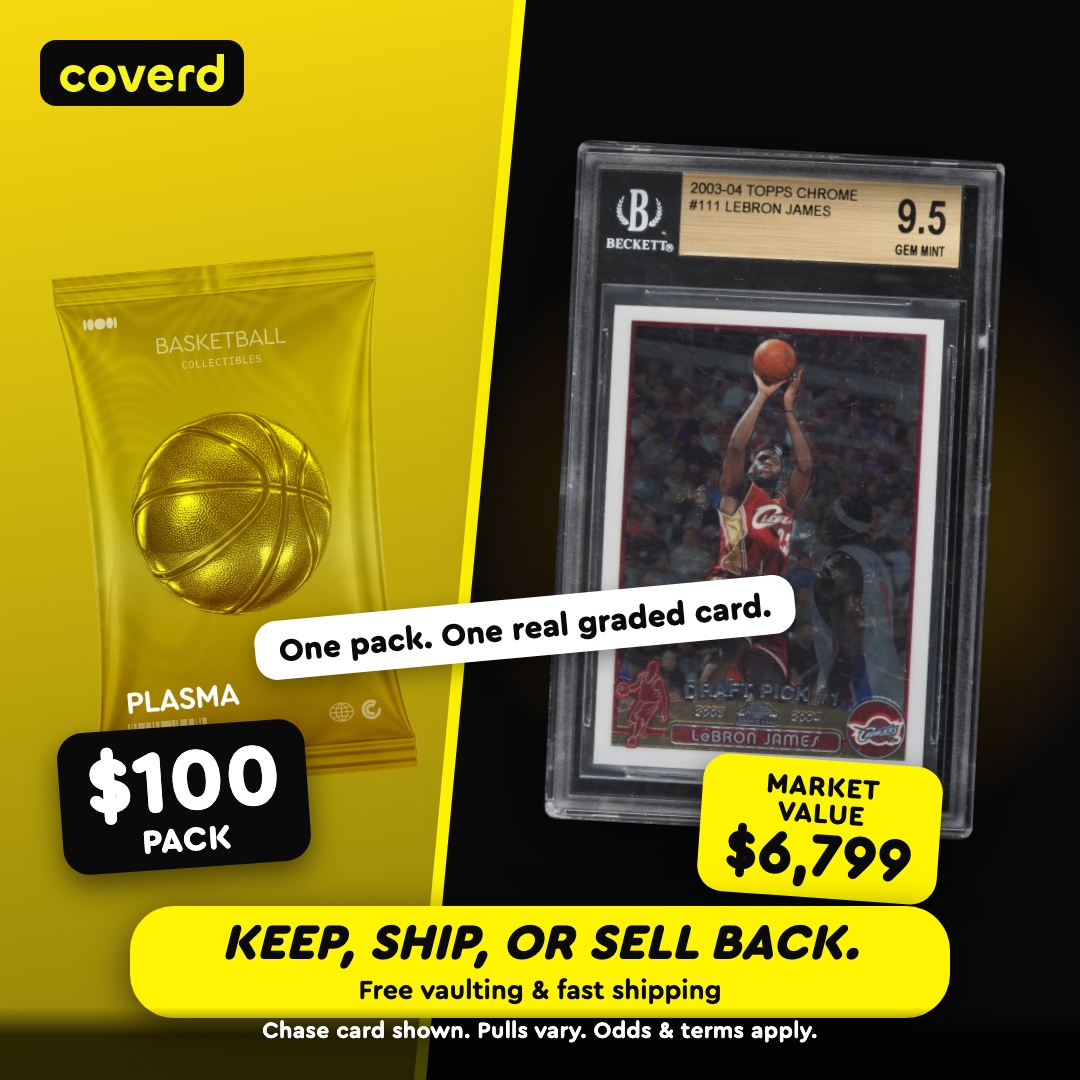 coverd
BASKETBALL
COLLECTIBLES
PLASMA
$100
PACK
2003-04 TOPPS CHROME
#111 LEBRON JAMES
9.5
GEM MINT
B
BECKETT
DRAFT PICK #1
2003 2004
LeBRON JAMES
One pack. One real graded card.
MARKET
VALUE
$6,799
KEEP, SHIP, OR SELL BACK.
Free vaulting & fast shipping
Chase card shown. Pulls vary. Odds & terms apply.